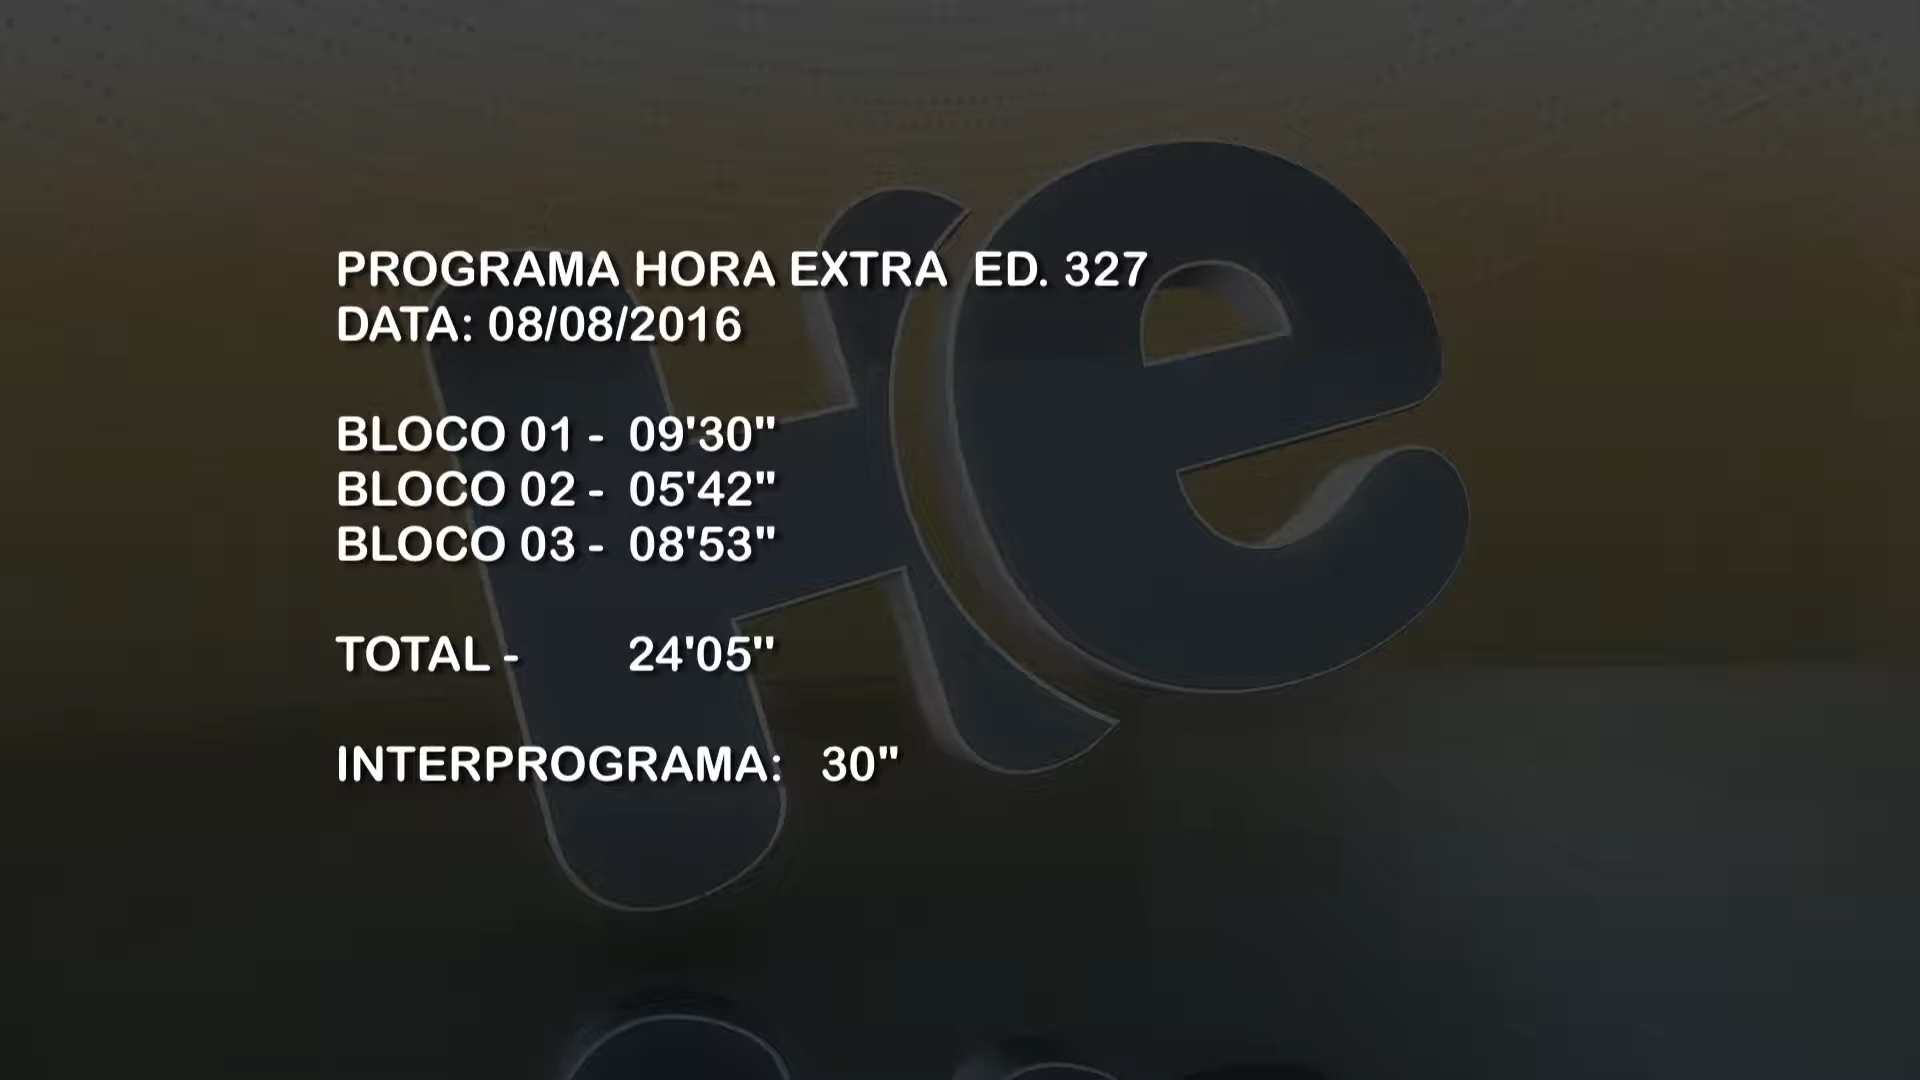 PROGRAMA HORA EXTRA  ED. 327
DATA: 08/08/2016
BLOCO 01 -  09'30"
BLOCO 02 -  05'42"
BLOCO 03 -  08'53"
TOTAL -  24'05"
INTERPROGRAMA:  30"
He